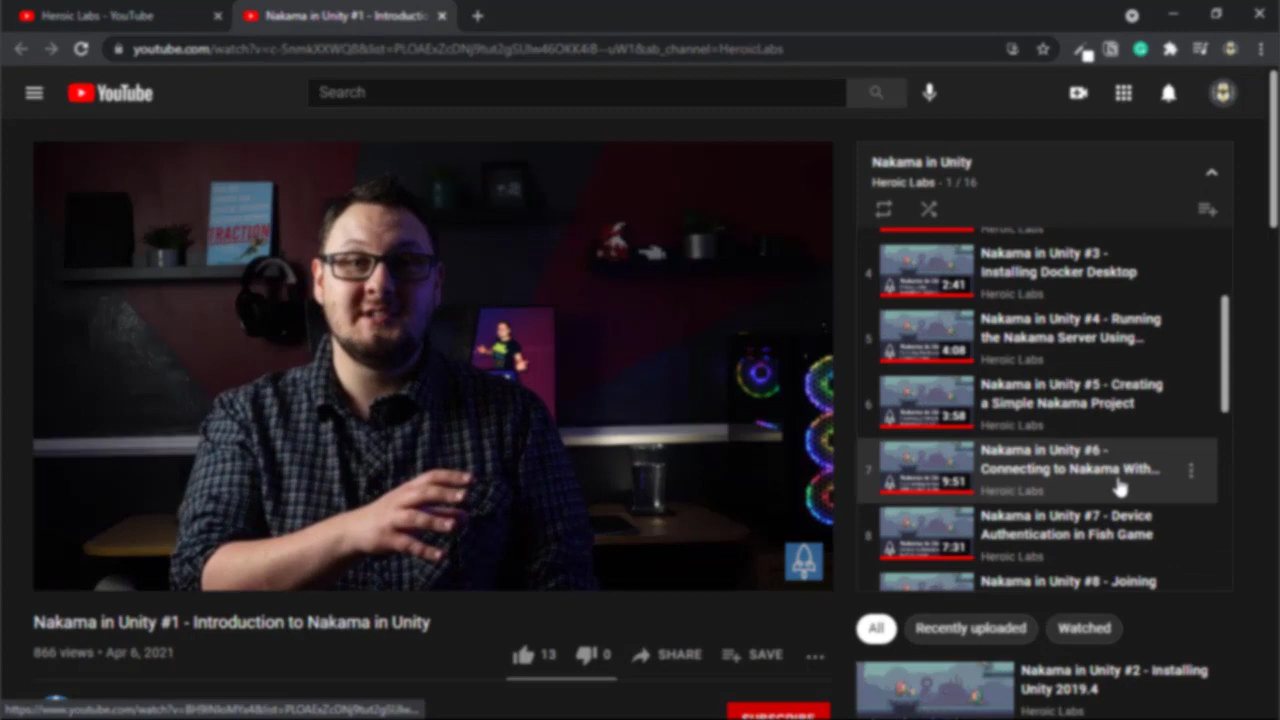 Heroic Labs - YouTube
Nakama in Unity #1 - Introductic
YouTube
Search
TRACTION
Nakama in Unity
Heroic Labs - 1 / 16
Heroic Labs
4
Nakama in Unity #3 -
Installing Docker Desktop
2:41
Heroic Labs
5
Nakama in Unity #4 - Running
the Nakama Server Using...
4:08
Heroic Labs
6
Nakama in Unity #5 - Creating
a Simple Nakama Project
3:58
Heroic Labs
7
Nakama in Unity #6 -
Connecting to Nakama With...
9:51
Heroic Labs
8
Nakama in Unity #7 - Device
Authentication in Fish Game
7:31
Heroic Labs
Nakama in Unity #8 - Joining
Nakama in Unity #1 - Introduction to Nakama in Unity
866 views • Apr 6, 2021
13
0
SHARE
SAVE
SUBSCRIBE
All
Recently uploaded
Watched
Nakama in Unity #2 - Installing
Unity 2019.4
Heroic Labs